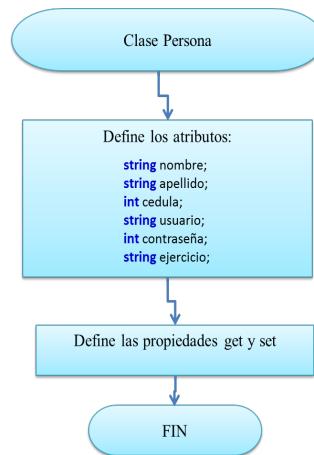 Clase Persona
Define los atributos:
string nombre;
string apellido;
int cedula;
string usuario;
int contraseña;
string ejercicio;
Define las propiedades get y set
FIN